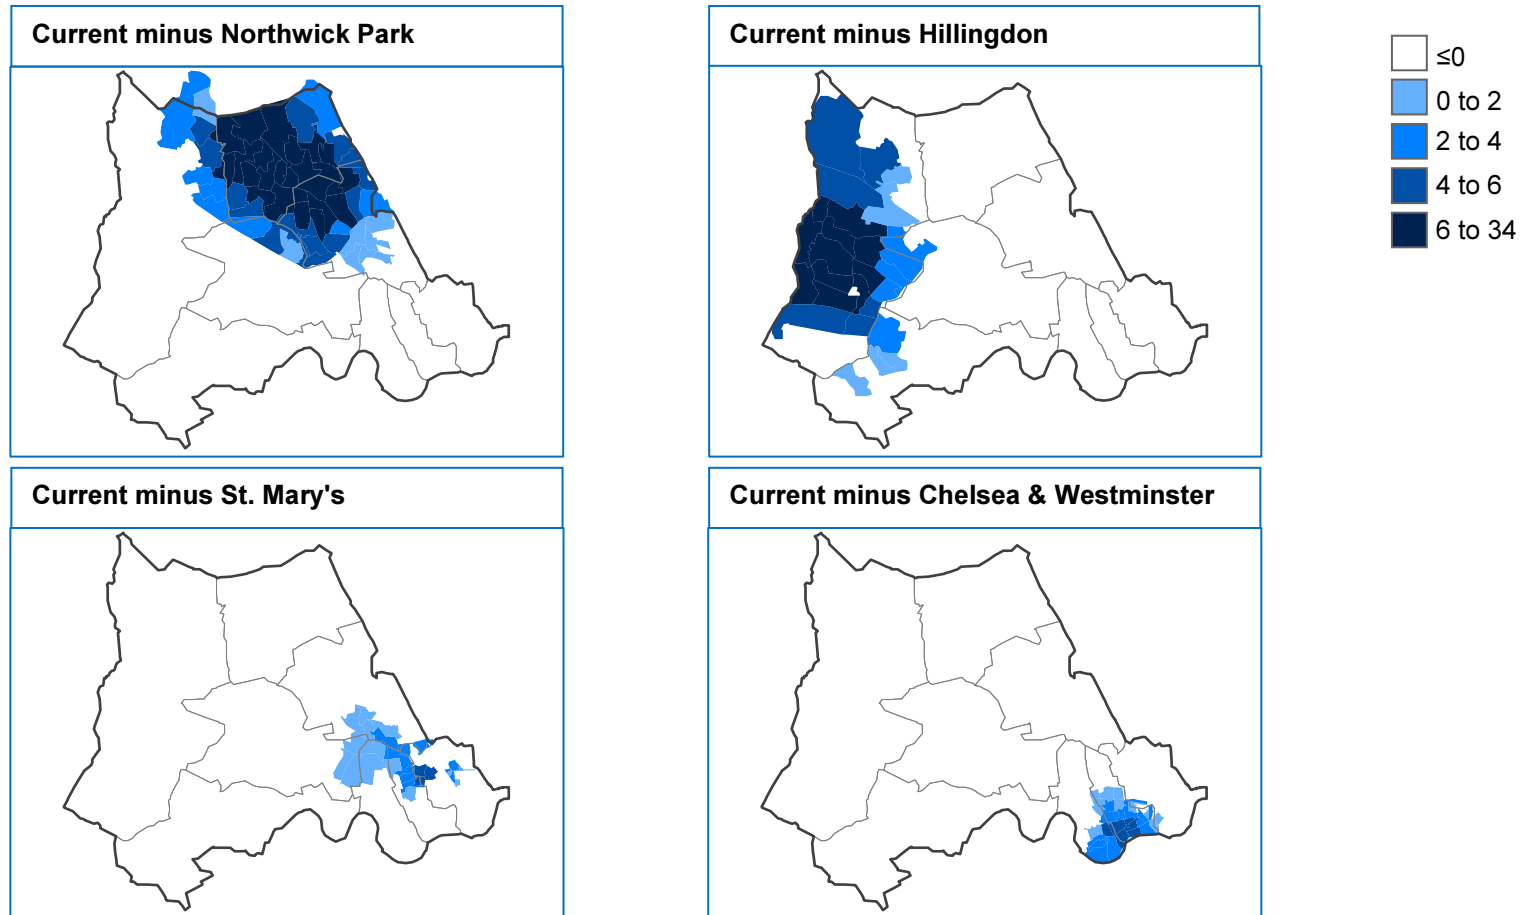 Current minus Northwick Park
Current minus Hillingdon
≤0
0 to 2
2 to 4
4 to 6
6 to 34
Current minus St. Mary's
Current minus Chelsea & Westminster